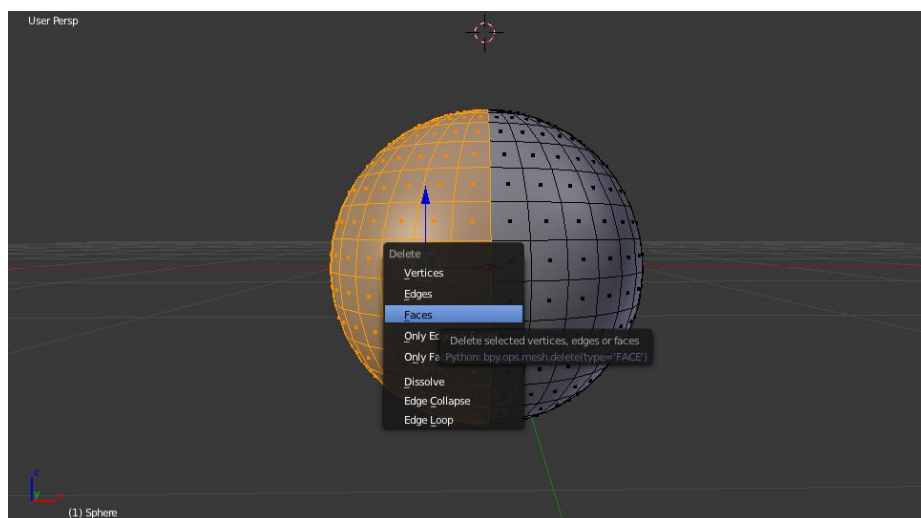 User Persp
Delete
Vertices
Edges
Faces
Only Ed
Delete selected vertices, edges or faces
Only Fa
Python: bpy.ops.mesh.delete(type='FACE')
Dissolve
Edge Collapse
Edge Loop
z
y
(1) Sphere